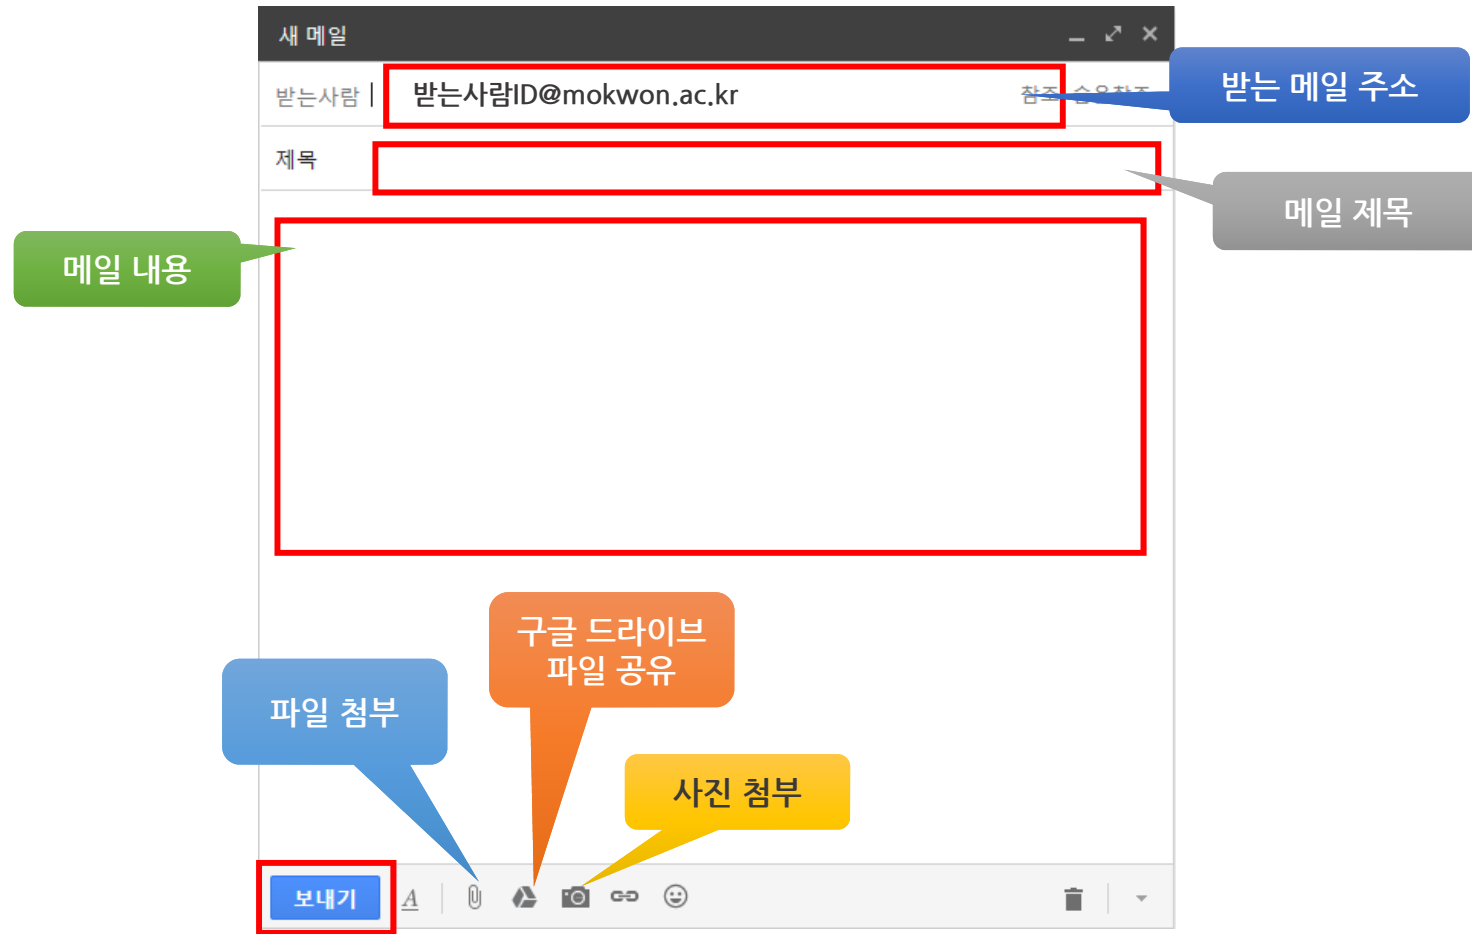 새 메일
받는사람
받는사람ID@mokwon.ac.kr
참조
받는 메일 주소
제목
메일 제목
메일 내용
구글 드라이브
파일 공유
파일 첨부
사진 첨부
보내기
A